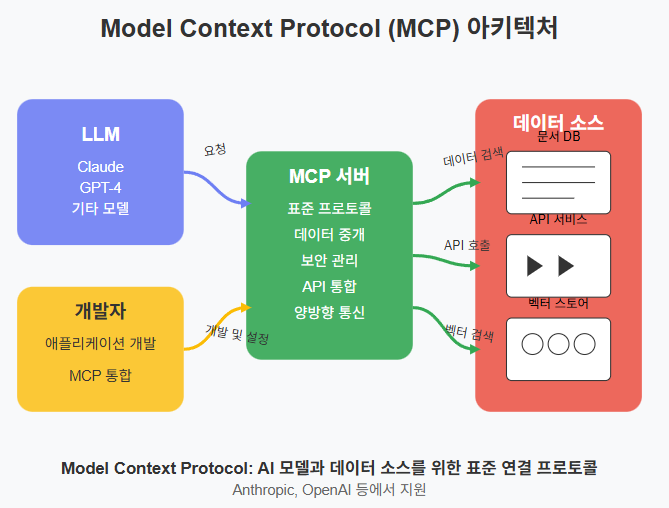 Model Context Protocol (MCP) 아키텍처
LLM
Claude
GPT-4
기타 모델
요청
개발자
애플리케이션 개발
MCP 통합
개발 및 설정
MCP 서버
표준 프로토콜
데이터 중개
보안 관리
API 통합
양방향 통신
데이터 검색
API 호출
벡터 검색
데이터 소스
문서 DB
API 서비스
벡터 스토어
Model Context Protocol: AI 모델과 데이터 소스를 위한 표준 연결 프로토콜
Anthropic, OpenAI 등에서 지원